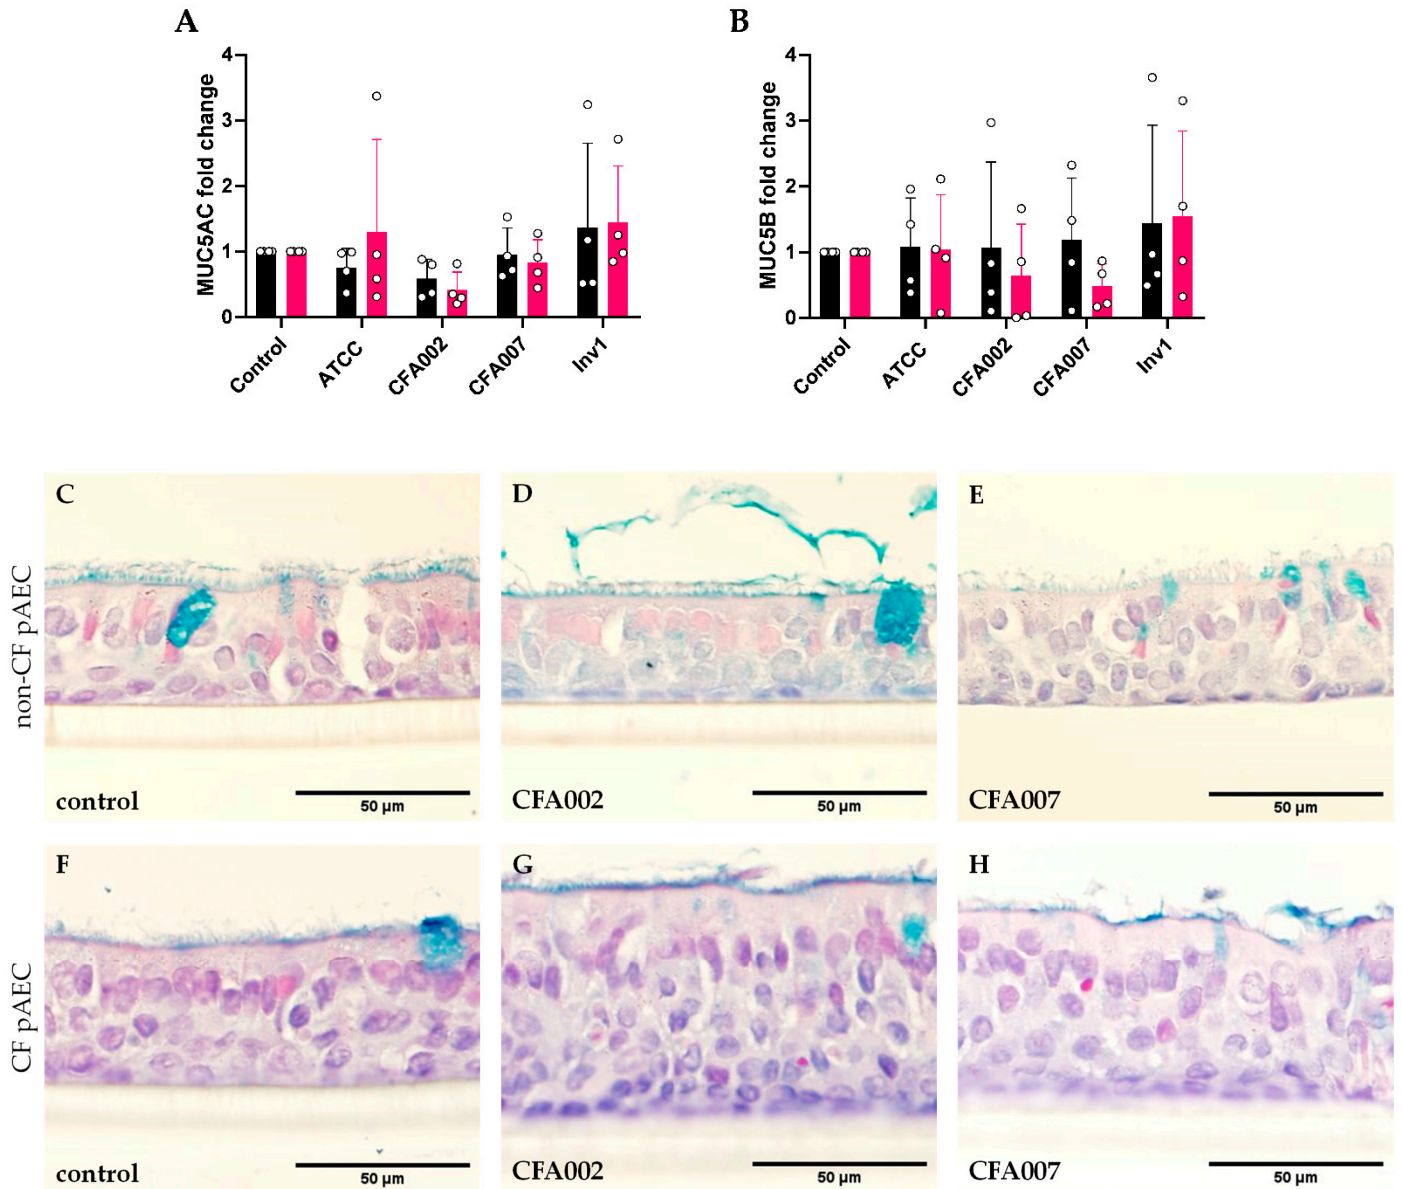 A
MUC5AC fold change
4
3
2
1
0
Control
ATCC
CFA002
CFA007
Inv1
B
MUC5B fold change
4
3
2
1
0
Control
ATCC
CFA002
CFA007
Inv1
non-CF pAEC
C
control
50 µm
D
CFA002
50 µm
E
CFA007
50 µm
CF pAEC
F
control
50 µm
G
CFA002
50 µm
H
CFA007
50 µm